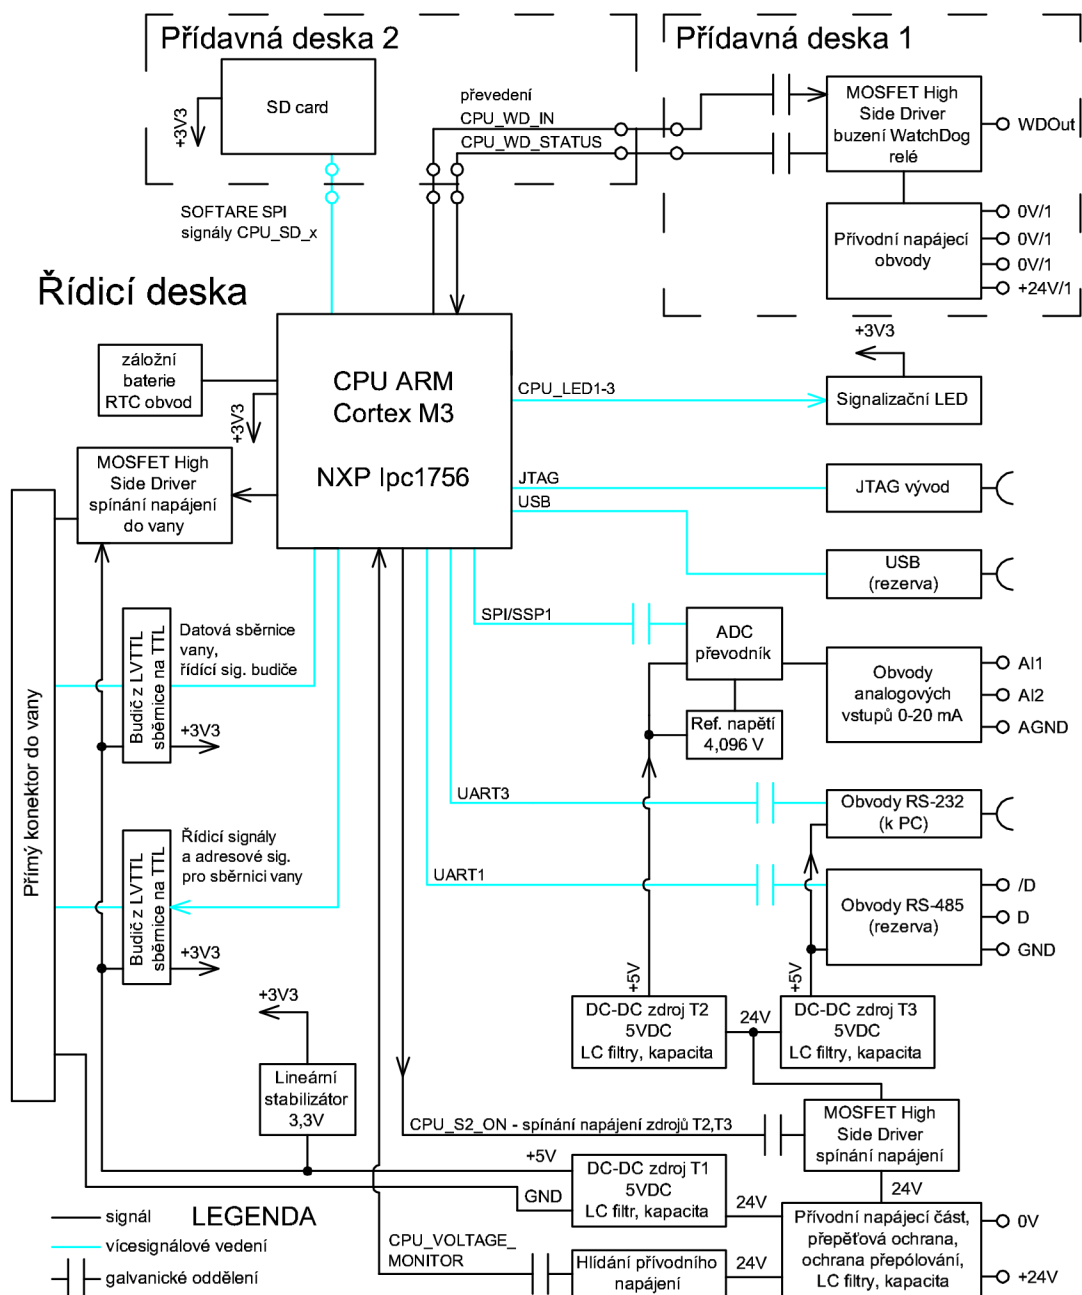 Přídavná deska 2
Přídavná deska 1
SD card
+3V3
převedení
CPU_WD_IN
CPU_WD_STATUS
MOSFET High
Side Driver
buzení WatchDog
relé
WDOut
SOFTARE SPI
signály CPU_SD_x
Přívodní napájecí
obvody
0V/1
0V/1
0V/1
+24V/1
Řídicí deska
záložní
baterie
RTC obvod
+3V3
CPU ARM
Cortex M3
NXP lpc1756
CPU_LED1-3
+3V3
Signalizační LED
MOSFET High
Side Driver
spínání napájení
do vany
JTAG
JTAG vývod
USB
USB
(rezerva)
Přímý konektor do vany
Budič z LVTTL
sběrnice na TTL
Datová sběrnice
vany,
řídící sig. budiče
+3V3
SPI/SSP1
ADC
převodník
Ref. napětí
4,096 V
Obvody
analogových
vstupů 0-20 mA
AI1
AI2
AGND
UART3
Obvody RS-232
(k PC)
Budič z LVTTL
sběrnice na TTL
Řídicí signály
a adresové sig.
pro sběrnici vany
+3V3
UART1
Obvody RS-485
(rezerva)
/D
D
GND
+5V
+5V
+3V3
DC-DC zdroj T2
5VDC
LC filtry, kapacita
24V
DC-DC zdroj T3
5VDC
LC filtry, kapacita
Lineární
stabilizátor
3,3V
CPU_S2_ON - spínání napájení zdrojů T2,T3
MOSFET High
Side Driver
spínání napájení
+5V
GND
DC-DC zdroj T1
5VDC
LC filtr, kapacita
24V
24V
Přívodní napájecí část,
přepěťová ochrana,
ochrana přepólování,
LC filtry, kapacita
0V
+24V
CPU_VOLTAGE_
MONITOR
Hlídání přívodního
napájení
24V
LEGENDA
signál
vícesignálové vedení
galvanické oddělení